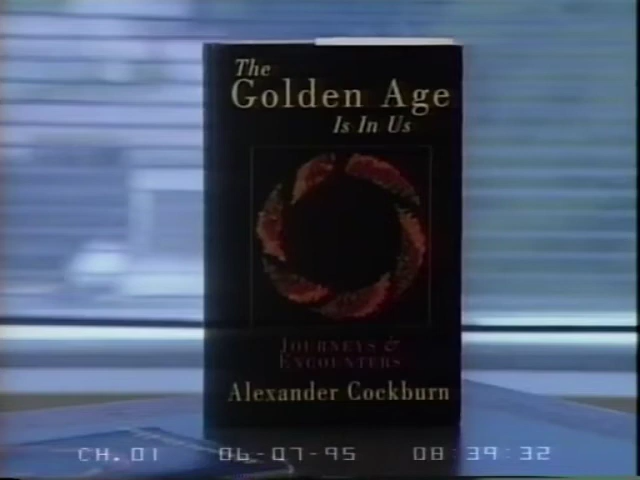 The
Golden Age
Is In Us
JOURNEYS &
ENCOUNTERS
Alexander Cockburn
CH.01 06-07-95 08:39:32